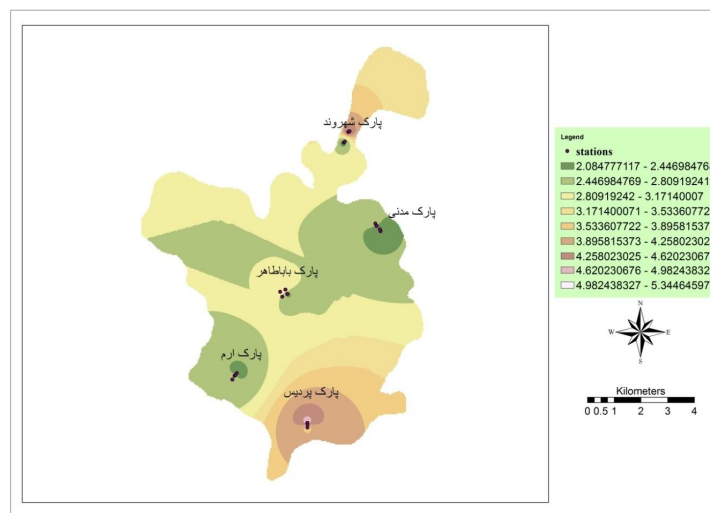 پارک شهروند
پارک مدنی
پارک باباطاهر
پارک ارم
پارک پردیس
Legend
stations
2.084777117 - 2.446984768
2.446984769 - 2.80919241
2.80919242 - 3.17140007
3.171400071 - 3.53360772
3.533607722 - 3.89581537
3.895815373 - 4.25802302
4.258023025 - 4.62023067
4.620230676 - 4.98243832
4.982438327 - 5.34464597
N
W E
S
Kilometers
0 0.5 1 2 3 4